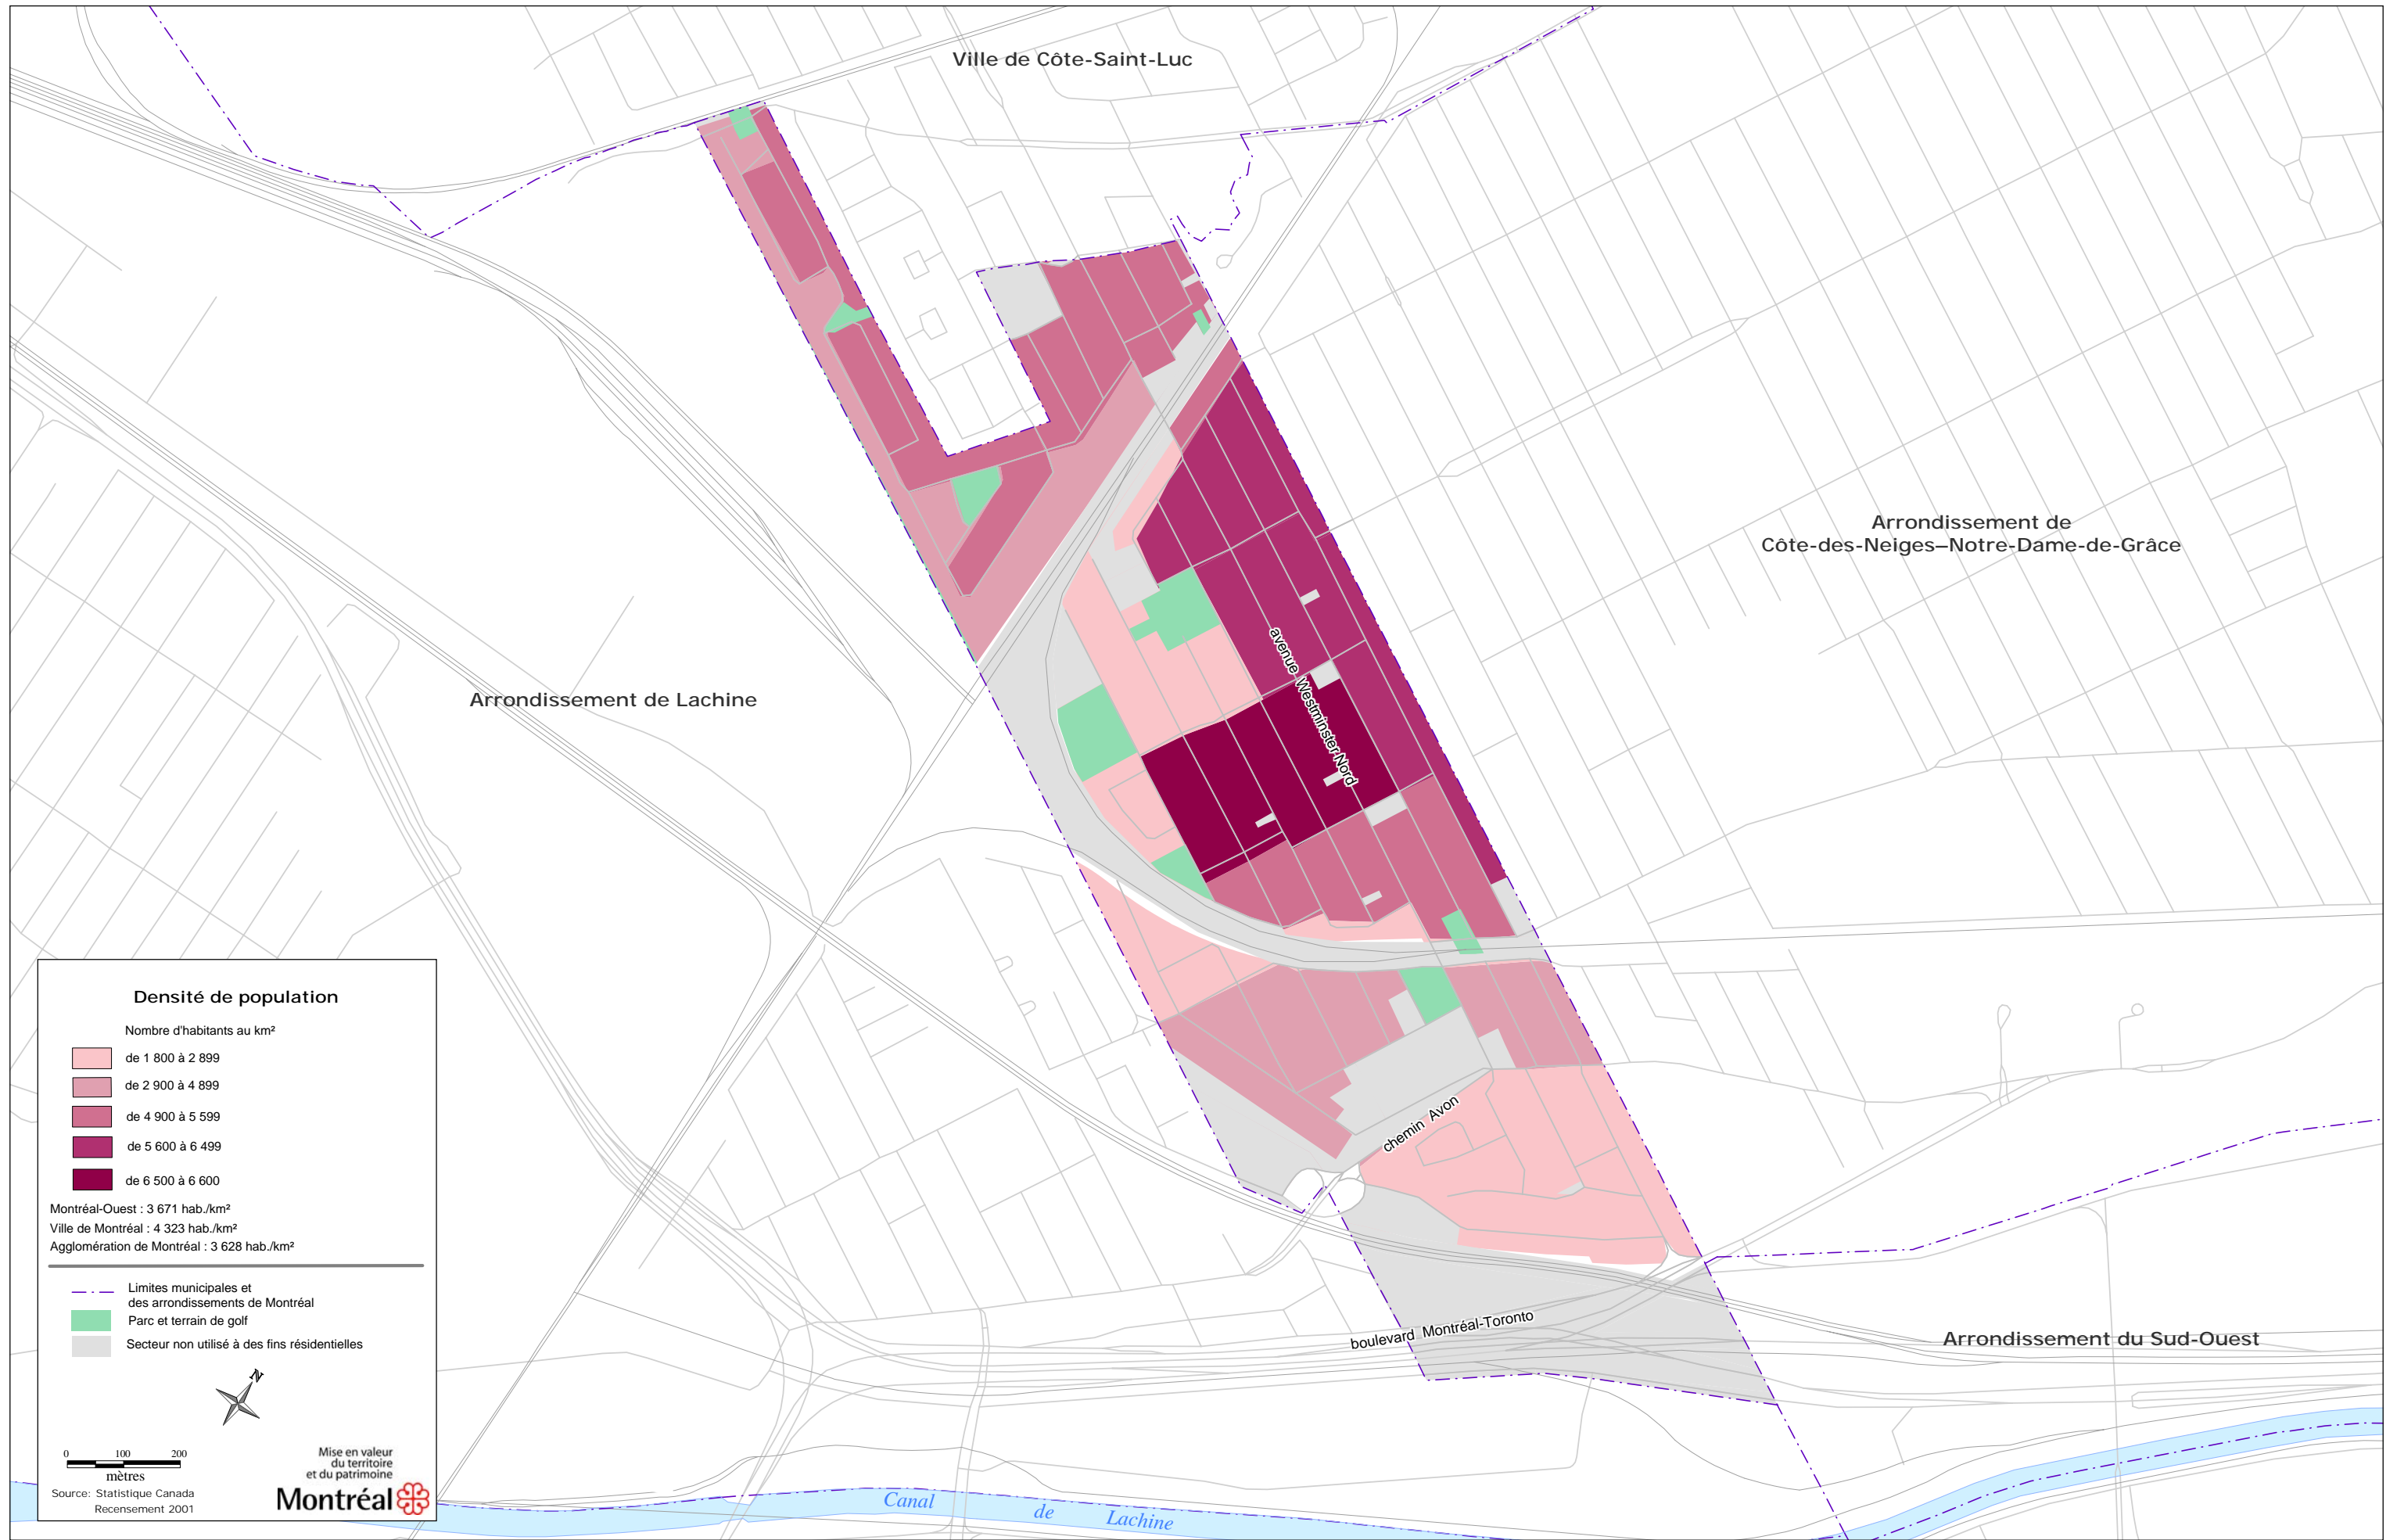 Ville de Côte-Saint-Luc
Arrondissement de
Côte-des-Neiges–Notre-Dame-de-Grâce
avenue Westminster-Nord
Arrondissement de Lachine
chemin Avon
boulevard Montréal-Toronto
Arrondissement du Sud-Ouest
Canal de Lachine
Densité de population
Nombre d'habitants au km²
de 1 800 à 2 899
de 2 900 à 4 899
de 4 900 à 5 599
de 5 600 à 6 499
de 6 500 à 6 600
Montréal-Ouest : 3 671 hab./km²
Ville de Montréal : 4 323 hab./km²
Agglomération de Montréal : 3 628 hab./km²
Limites municipales et
des arrondissements de Montréal
Parc et terrain de golf
Secteur non utilisé à des fins résidentielles
N
0 100 200
mètres
Source: Statistique Canada
Recensement 2001
Mise en valeur
du territoire
et du patrimoine
Montréal